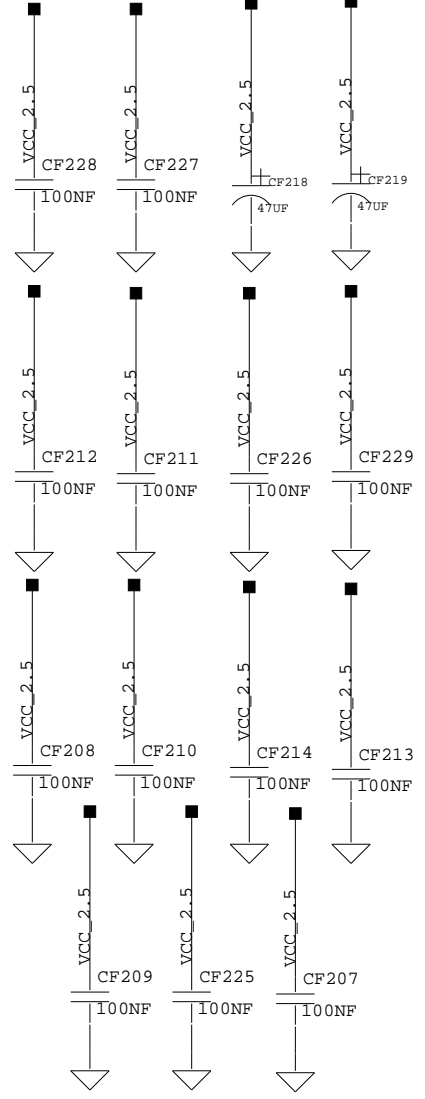 VCC_2.5
CF228
100NF
VCC_2.5
CF227
100NF
VCC_2.5
CF218
47UF
VCC_2.5
CF219
47UF
VCC_2.5
CF212
100NF
VCC_2.5
CF211
100NF
VCC_2.5
CF226
100NF
VCC_2.5
CF229
100NF
VCC_2.5
CF208
100NF
VCC_2.5
CF210
100NF
VCC_2.5
CF214
100NF
VCC_2.5
CF213
100NF
VCC_2.5
CF209
100NF
VCC_2.5
CF225
100NF
VCC_2.5
CF207
100NF